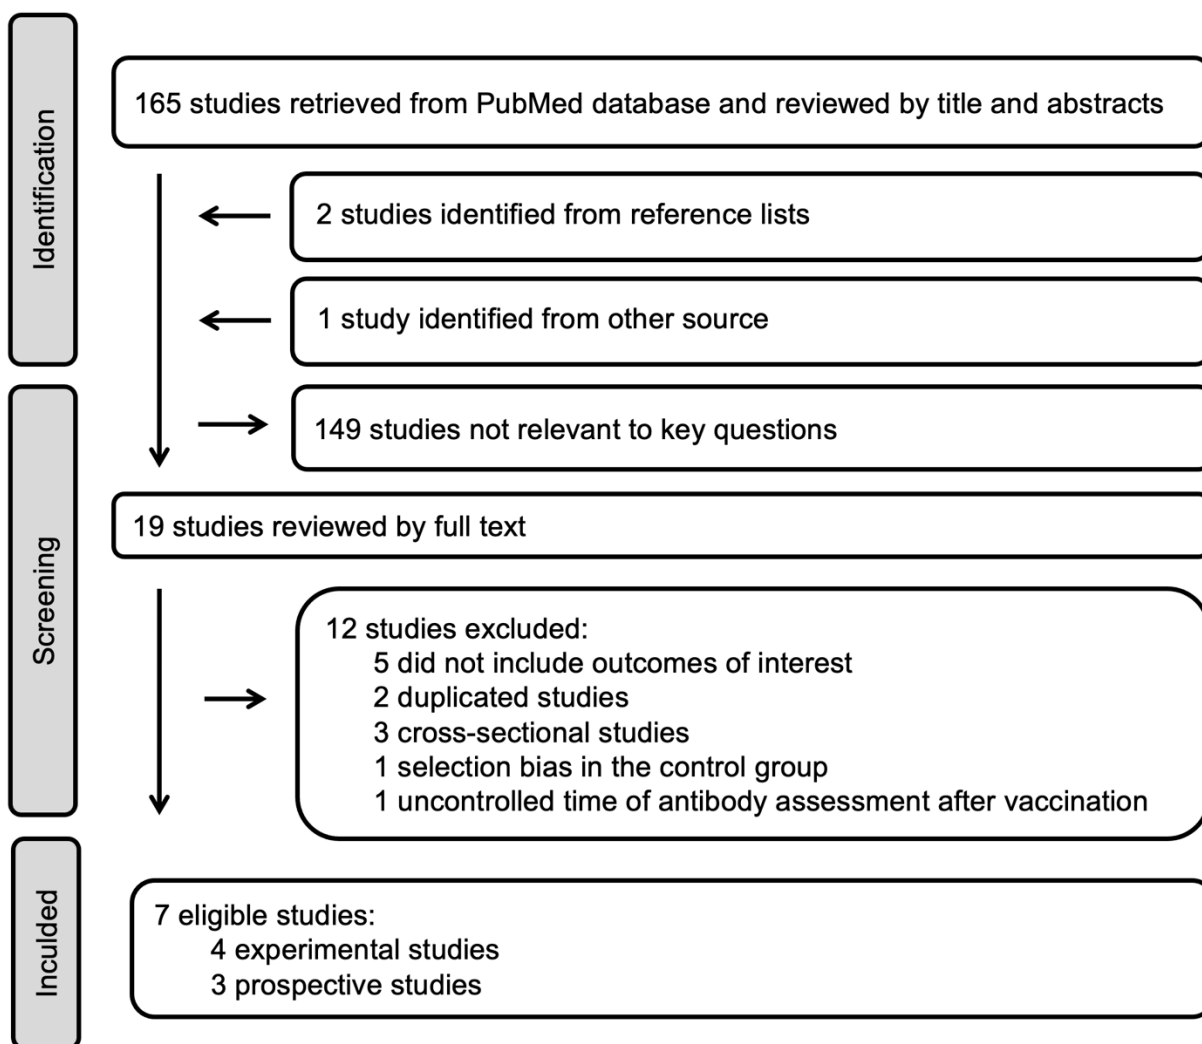 Identification
165 studies retrieved from PubMed database and reviewed by title and abstracts
2 studies identified from reference lists
1 study identified from other source
Screening
149 studies not relevant to key questions
19 studies reviewed by full text
12 studies excluded:
5 did not include outcomes of interest
2 duplicated studies
3 cross-sectional studies
1 selection bias in the control group
1 uncontrolled time of antibody assessment after vaccination
Inculded
7 eligible studies:
4 experimental studies
3 prospective studies